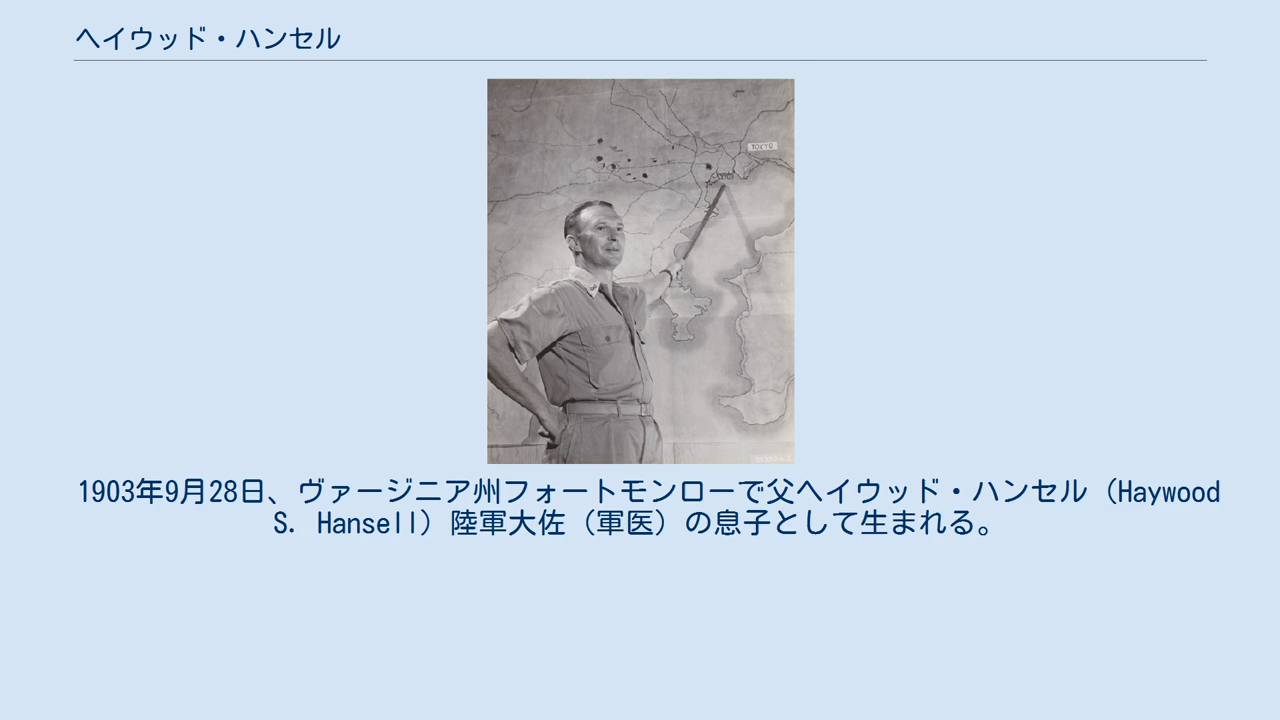 ヘイウッド・ハンセル
TOKYO
1903年9月28日、ヴァージニア州フォートモンローで父ヘイウッド・ハンセル（Haywood
S. Hansell）陸軍大佐（軍医）の息子として生まれる。